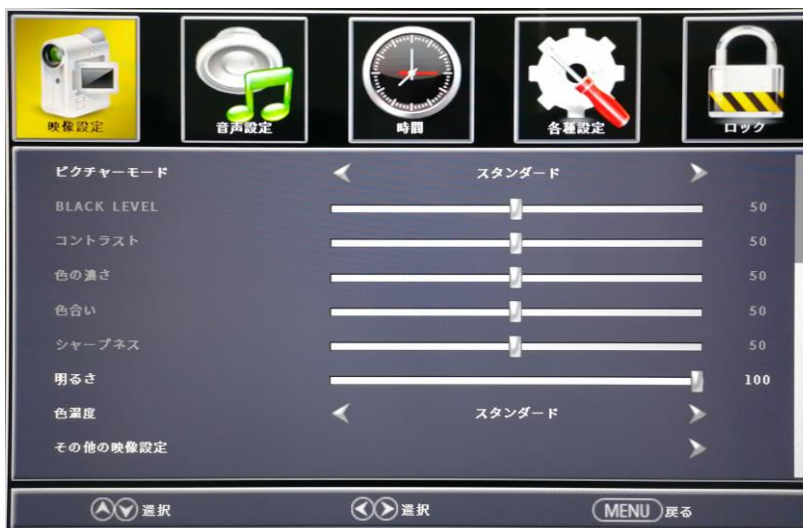 映像設定
音声設定
時間
各種設定
ロック
ピクチャーモード スタンダード
BLACK LEVEL 50
コントラスト 50
色の濃さ 50
色合い 50
シャープネス 50
明るさ 100
色温度 スタンダード
その他の映像設定
選択 選択 MENU 戻る